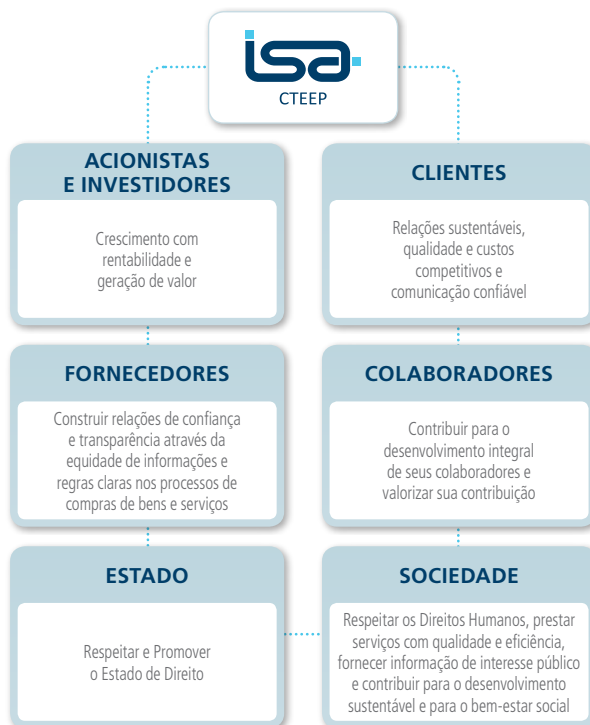 isa
CTEEP
ACIONISTAS
E INVESTIDORES
Crescimento com
rentabilidade e
geração de valor
CLIENTES
Relações sustentáveis,
qualidade e custos
competitivos e
comunicação confiável
FORNECEDORES
Construir relações de confiança
e transparência através da
equidade de informações e
regras claras nos processos de
compras de bens e serviços
COLABORADORES
Contribuir para o
desenvolvimento integral
de seus colaboradores e
valorizar sua contribuição
ESTADO
Respeitar e Promover
o Estado de Direito
SOCIEDADE
Respeitar os Direitos Humanos, prestar
serviços com qualidade e eficiência,
fornecer informação de interesse público
e contribuir para o desenvolvimento
sustentável e para o bem-estar social